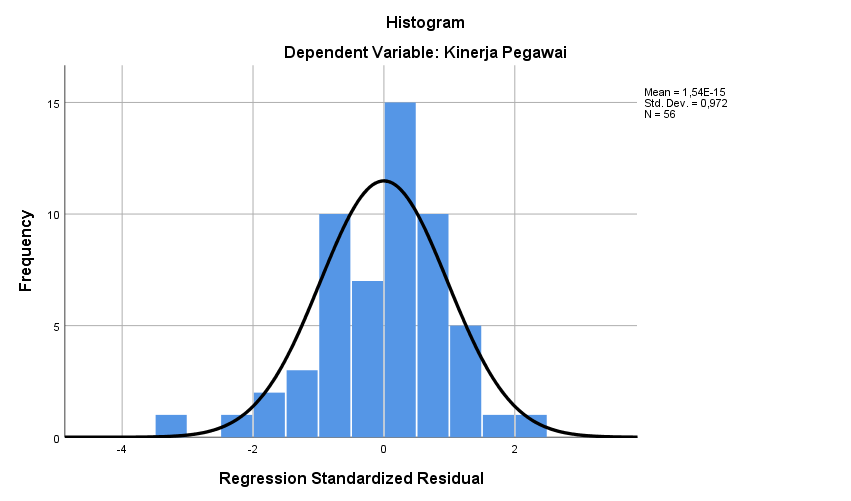 Histogram
Dependent Variable: Kinerja Pegawai
Mean = 1,54E-15
Std. Dev. = 0,972
N = 56
Frequency
15
10
5
0
-4
-2
0
2
Regression Standardized Residual